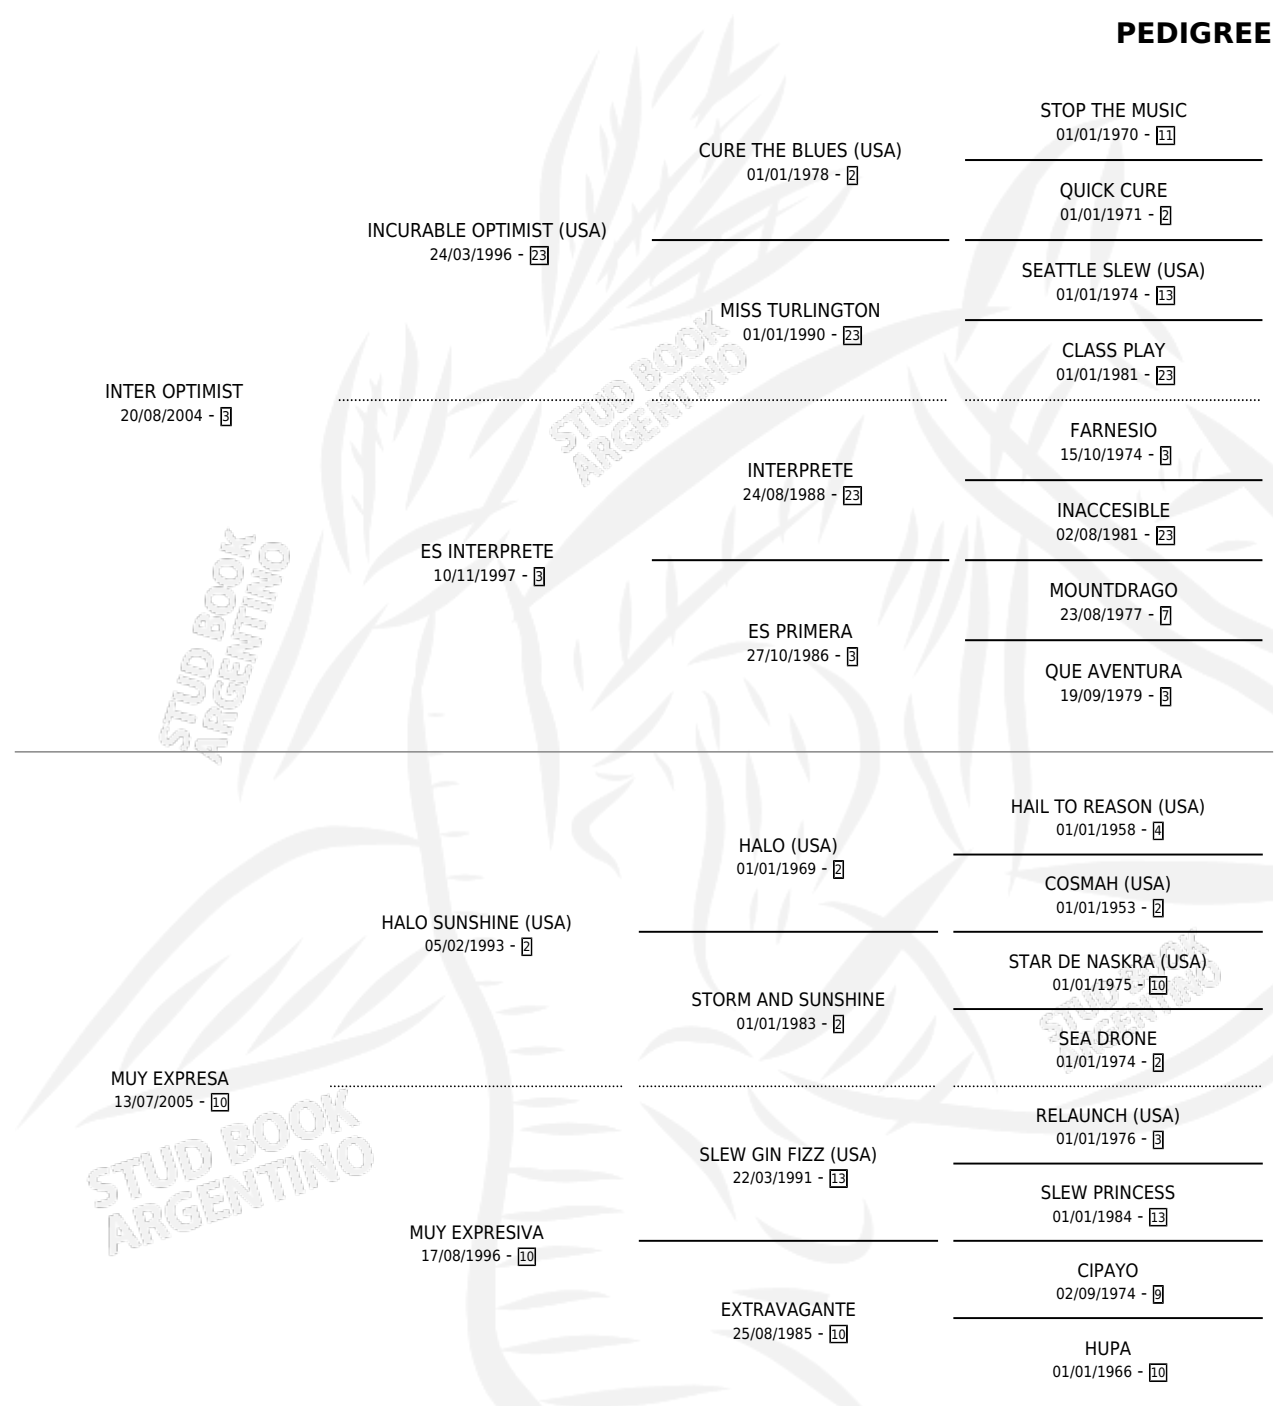 PEDIGREE
STOP THE MUSIC
01/01/1970 - 11
CURE THE BLUES (USA)
01/01/1978 - 2
QUICK CURE
01/01/1971 - 2
INCURABLE OPTIMIST (USA)
24/03/1996 - 23
SEATTLE SLEW (USA)
01/01/1974 - 13
MISS TURLINGTON
01/01/1990 - 23
CLASS PLAY
01/01/1981 - 23
INTER OPTIMIST
20/08/2004 - 3
FARNESIO
15/10/1974 - 3
INTERPRETE
24/08/1988 - 23
INACCESIBLE
02/08/1981 - 23
ES INTERPRETE
10/11/1997 - 3
MOUNTDRAGO
23/08/1977 - 7
ES PRIMERA
27/10/1986 - 3
QUE AVENTURA
19/09/1979 - 3
HAIL TO REASON (USA)
01/01/1958 - 4
HALO (USA)
01/01/1969 - 2
COSMAH (USA)
01/01/1953 - 2
HALO SUNSHINE (USA)
05/02/1993 - 2
STAR DE NASKRA (USA)
01/01/1975 - 10
STORM AND SUNSHINE
01/01/1983 - 2
SEA DRONE
01/01/1974 - 2
MUY EXPRESA
13/07/2005 - 10
RELAUNCH (USA)
01/01/1976 - 3
SLEW GIN FIZZ (USA)
22/03/1991 - 13
SLEW PRINCESS
01/01/1984 - 13
MUY EXPRESIVA
17/08/1996 - 10
CIPAYO
02/09/1974 - 9
EXTRAVAGANTE
25/08/1985 - 10
HUPA
01/01/1966 - 10
STUD BOOK
ARGENTINO
STUD BOOK
ARGENTINO
STUD BOOK
ARGENTINO
STUD BOOK
ARGENTINO